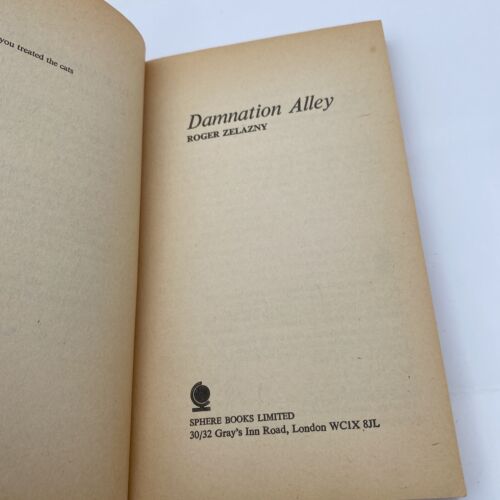 you treated the cats
Damnation Alley
ROGER ZELAZNY
SPHERE BOOKS LIMITED
30/32 Gray's Inn Road, London WC1X 8JL